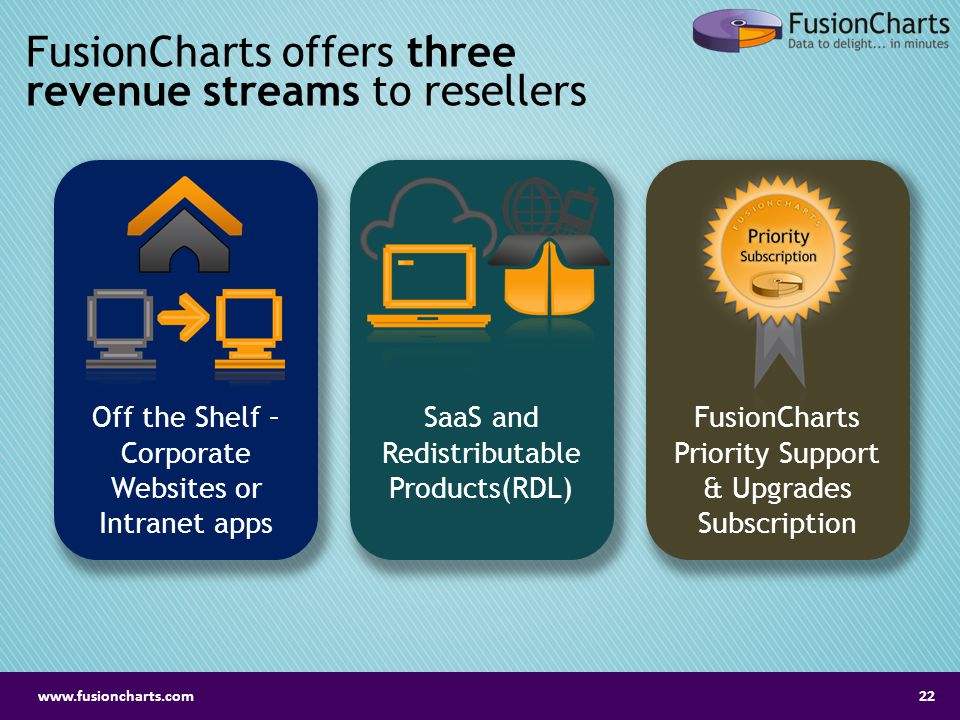 FusionCharts offers three
revenue streams to resellers
FusionCharts
Data to delight... in minutes
Off the Shelf –
Corporate
Websites or
Intranet apps
SaaS and
Redistributable
Products(RDL)
FUSIONCHARTS
Priority
Subscription
FusionCharts
Priority Support
& Upgrades
Subscription
www.fusioncharts.com
22